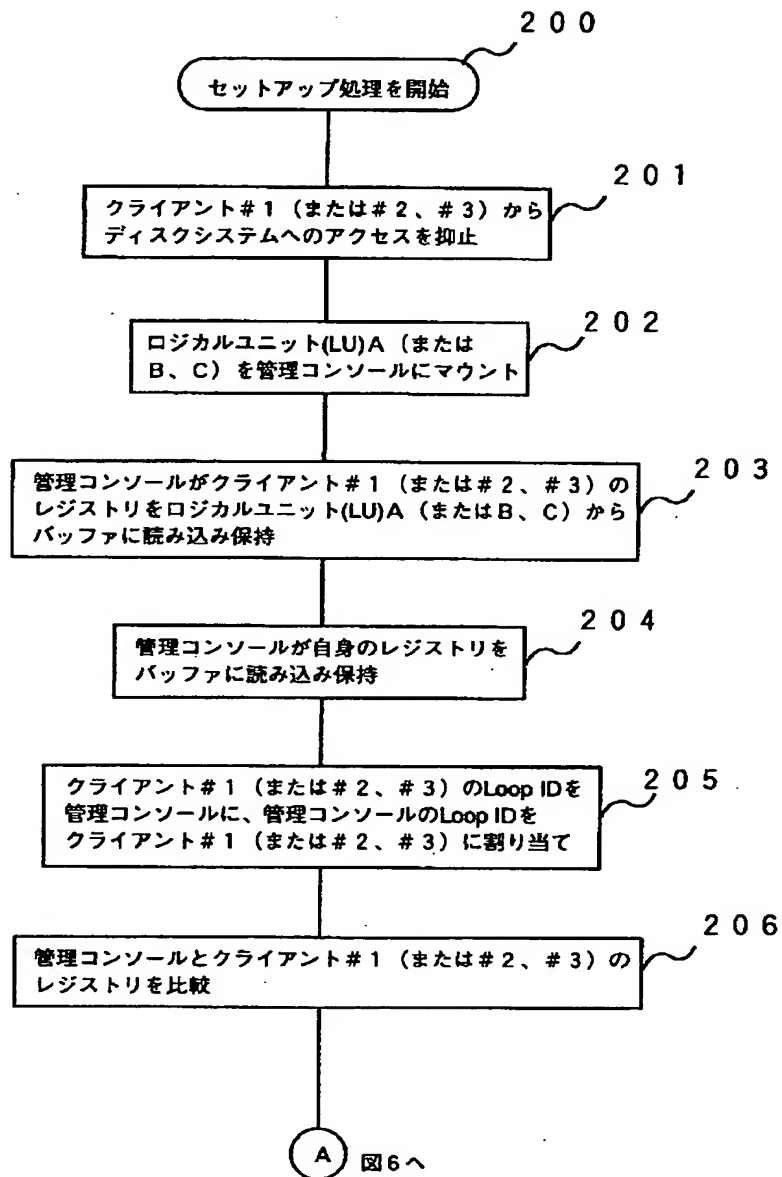 200
セットアップ処理を開始
201
クライアント#1（または#2、#3）から
ディスクシステムへのアクセスを抑止
202
ロジカルユニット(LU)A（または
B、C）を管理コンソールにマウント
203
管理コンソールがクライアント#1（または#2、#3）の
レジストリをロジカルユニット(LU)A（またはB、C）から
バッファに読み込み保持
204
管理コンソールが自身のレジストリを
バッファに読み込み保持
205
クライアント#1（または#2、#3）のLoop IDを
管理コンソールに、管理コンソールのLoop IDを
クライアント#1（または#2、#3）に割り当て
206
管理コンソールとクライアント#1（または#2、#3）の
レジストリを比較
A 図6へ